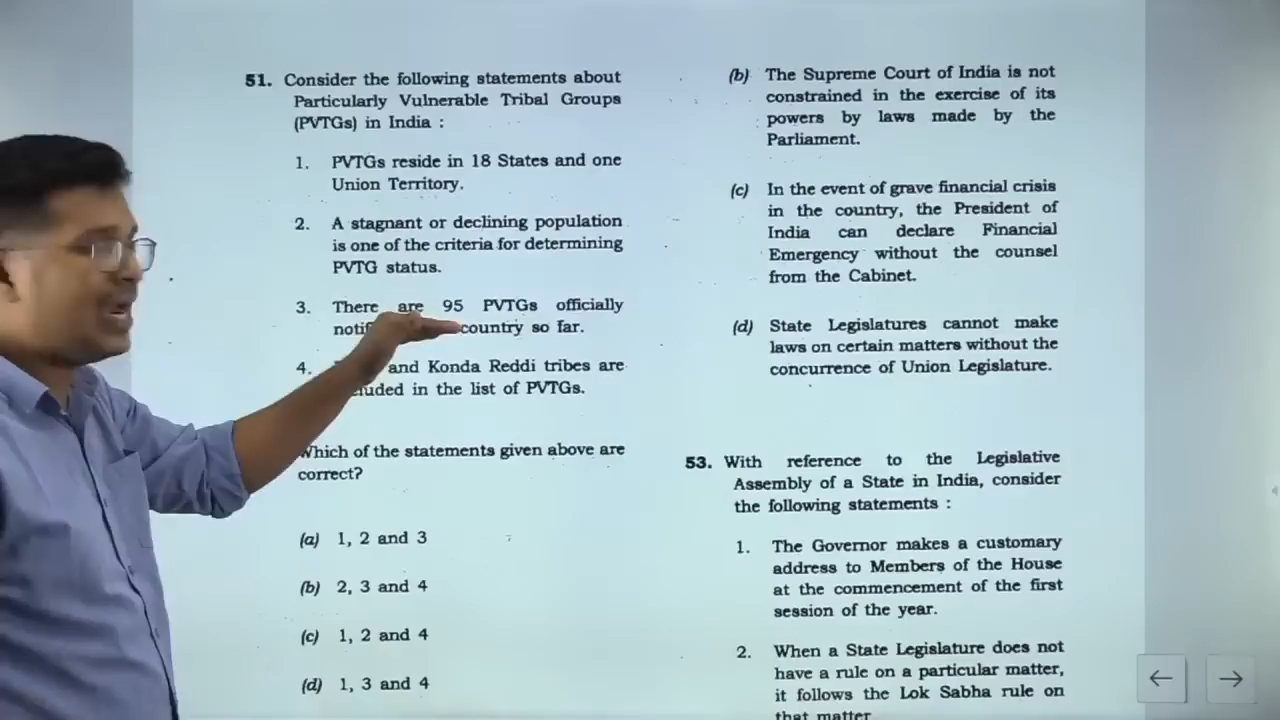 51. Consider the following statements about
Particularly Vulnerable Tribal Groups
(PVTGs) in India :
1. PVTGs reside in 18 States and one
Union Territory.
2. A stagnant or declining population
is one of the criteria for determining
PVTG status.
3. There are 95 PVTGs officially
country so far.
4. and Konda Reddi tribes are
in the list of PVTGs.
Which of the statements given above are
correct?
(a) 1, 2 and 3
(b) 2, 3 and 4
(c) 1, 2 and 4
(d) 1, 3 and 4
(b) The Supreme Court of India is not
constrained in the exercise of its
powers by laws made by the
Parliament.
(c) In the event of grave financial crisis
in the country, the President of
India can declare Financial
Emergency without the counsel
from the Cabinet.
(d) State Legislatures cannot make
laws on certain matters without the
concurrence of Union Legislature.
53. With reference to the Legislative
Assembly of a State in India, consider
the following statements :
1. The Governor makes a customary
address to Members of the House
at the commencement of the first
session of the year.
2. When a State Legislature does not
have a rule on a particular matter,
it follows the Lok Sabha rule on
that matter